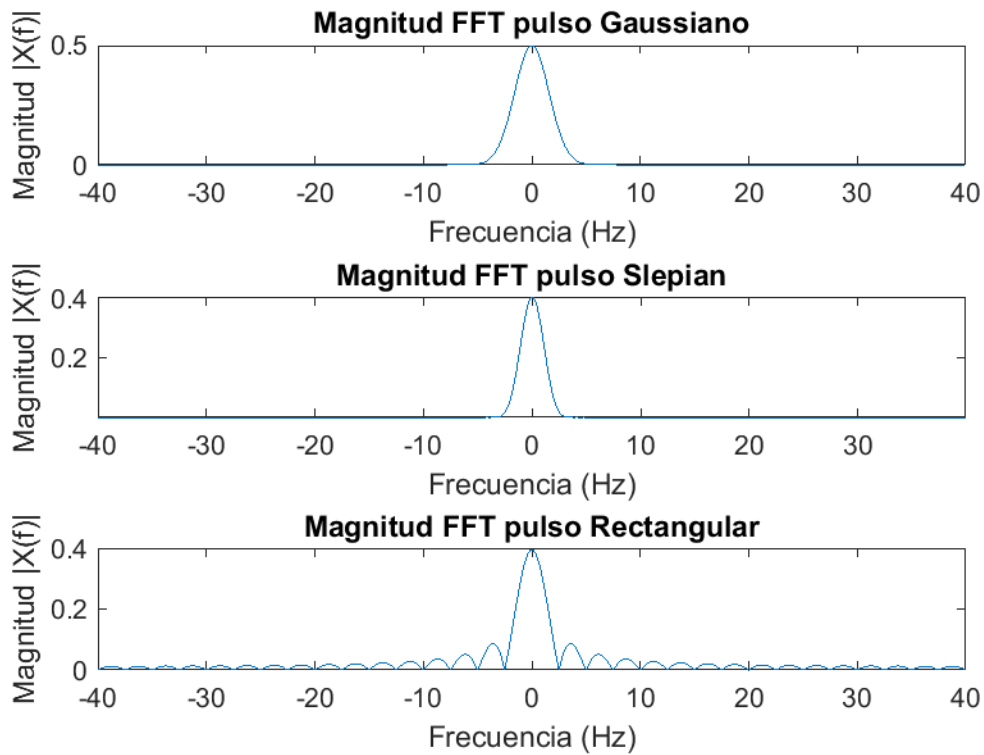 Magnitud FFT pulso Gaussiano
Magnitud |X(f)|
0.5
0
-40 -30 -20 -10 0 10 20 30 40
Frecuencia (Hz)
Magnitud FFT pulso Slepian
Magnitud |X(f)|
0.4
0.2
-40 -30 -20 -10 0 10 20 30
Frecuencia (Hz)
Magnitud FFT pulso Rectangular
Magnitud |X(f)|
0.4
0.2
0
-40 -30 -20 -10 0 10 20 30 40
Frecuencia (Hz)